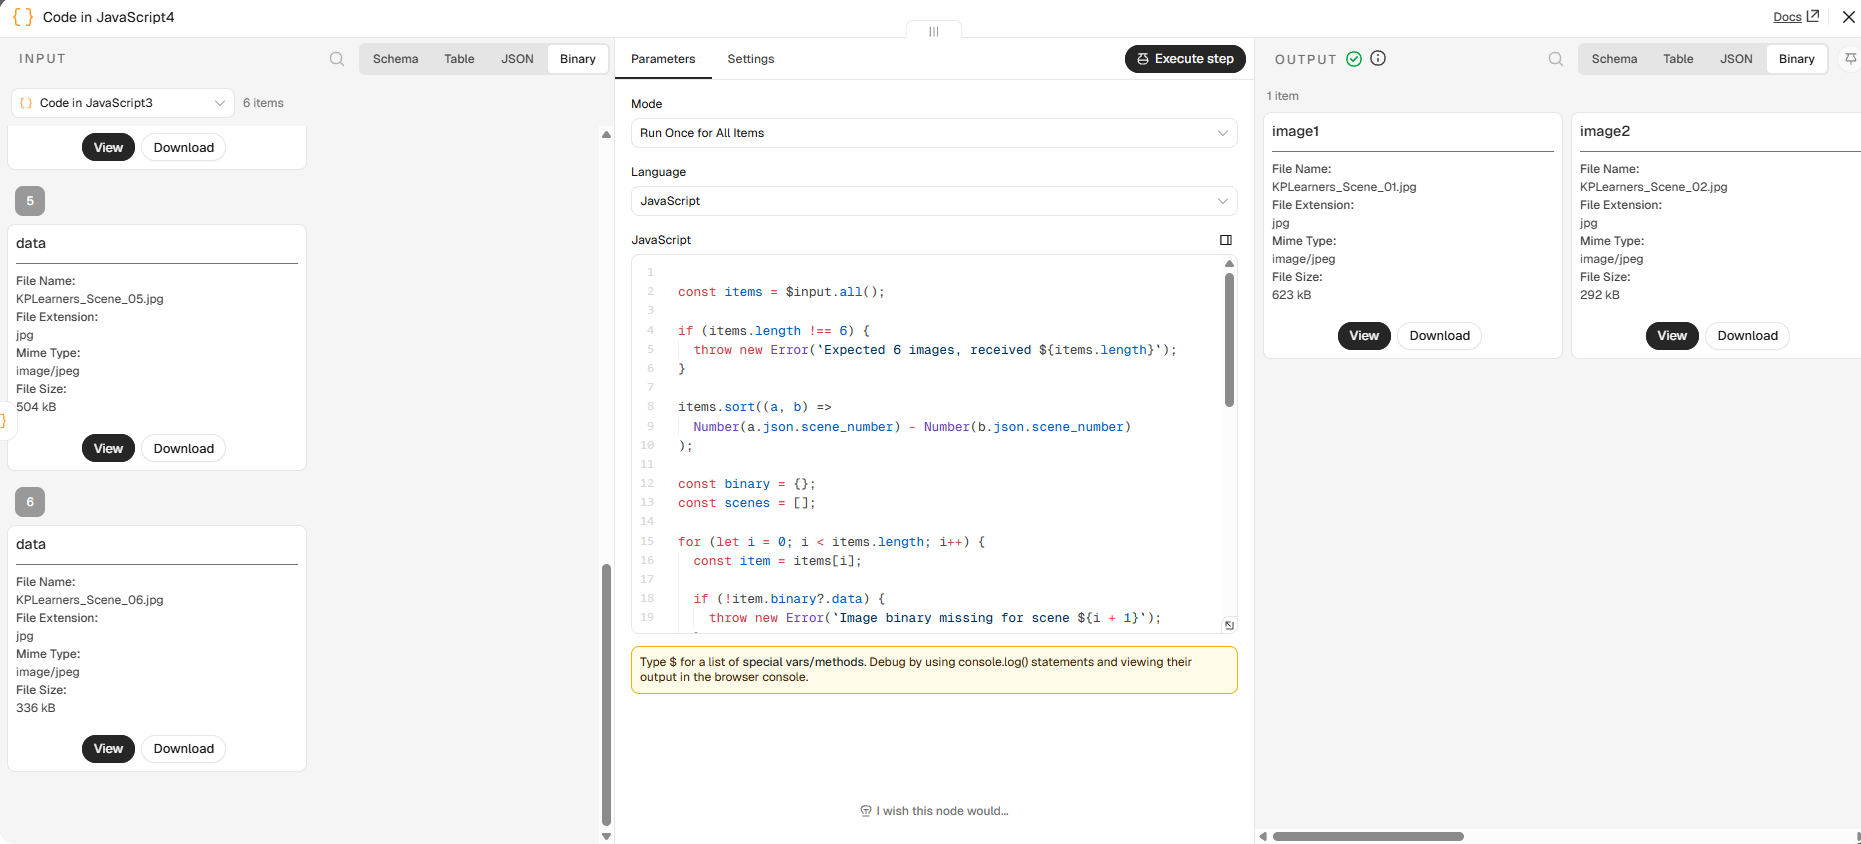 {} Code in JavaScript4
Docs
INPUT
Schema Table JSON Binary
{} Code in JavaScript3
6 items
View Download
5
data
File Name:
KPLearners_Scene_05.jpg
File Extension:
jpg
Mime Type:
image/jpeg
File Size:
504 kB
View Download
6
data
File Name:
KPLearners_Scene_06.jpg
File Extension:
jpg
Mime Type:
image/jpeg
File Size:
336 kB
View Download
Parameters Settings
Execute step
Mode
Run Once for All Items
Language
JavaScript
JavaScript
1
2 const items = $input.all();
3
4 if (items.length !== 6) {
5 throw new Error(`Expected 6 images, received ${items.length}`);
6 }
7
8 items.sort((a, b) =>
9 Number(a.json.scene_number) - Number(b.json.scene_number)
10 );
11
12 const binary = {};
13 const scenes = [];
14
15 for (let i = 0; i < items.length; i++) {
16 const item = items[i];
17
18 if (!item.binary?.data) {
19 throw new Error(`Image binary missing for scene ${i + 1}`);
Type $ for a list of special vars/methods. Debug by using console.log() statements and viewing their
output in the browser console.
I wish this node would...
OUTPUT
Schema Table JSON Binary
1 item
image1
File Name:
KPLearners_Scene_01.jpg
File Extension:
jpg
Mime Type:
image/jpeg
File Size:
623 kB
View Download
image2
File Name:
KPLearners_Scene_02.jpg
File Extension:
jpg
Mime Type:
image/jpeg
File Size:
292 kB
View Download